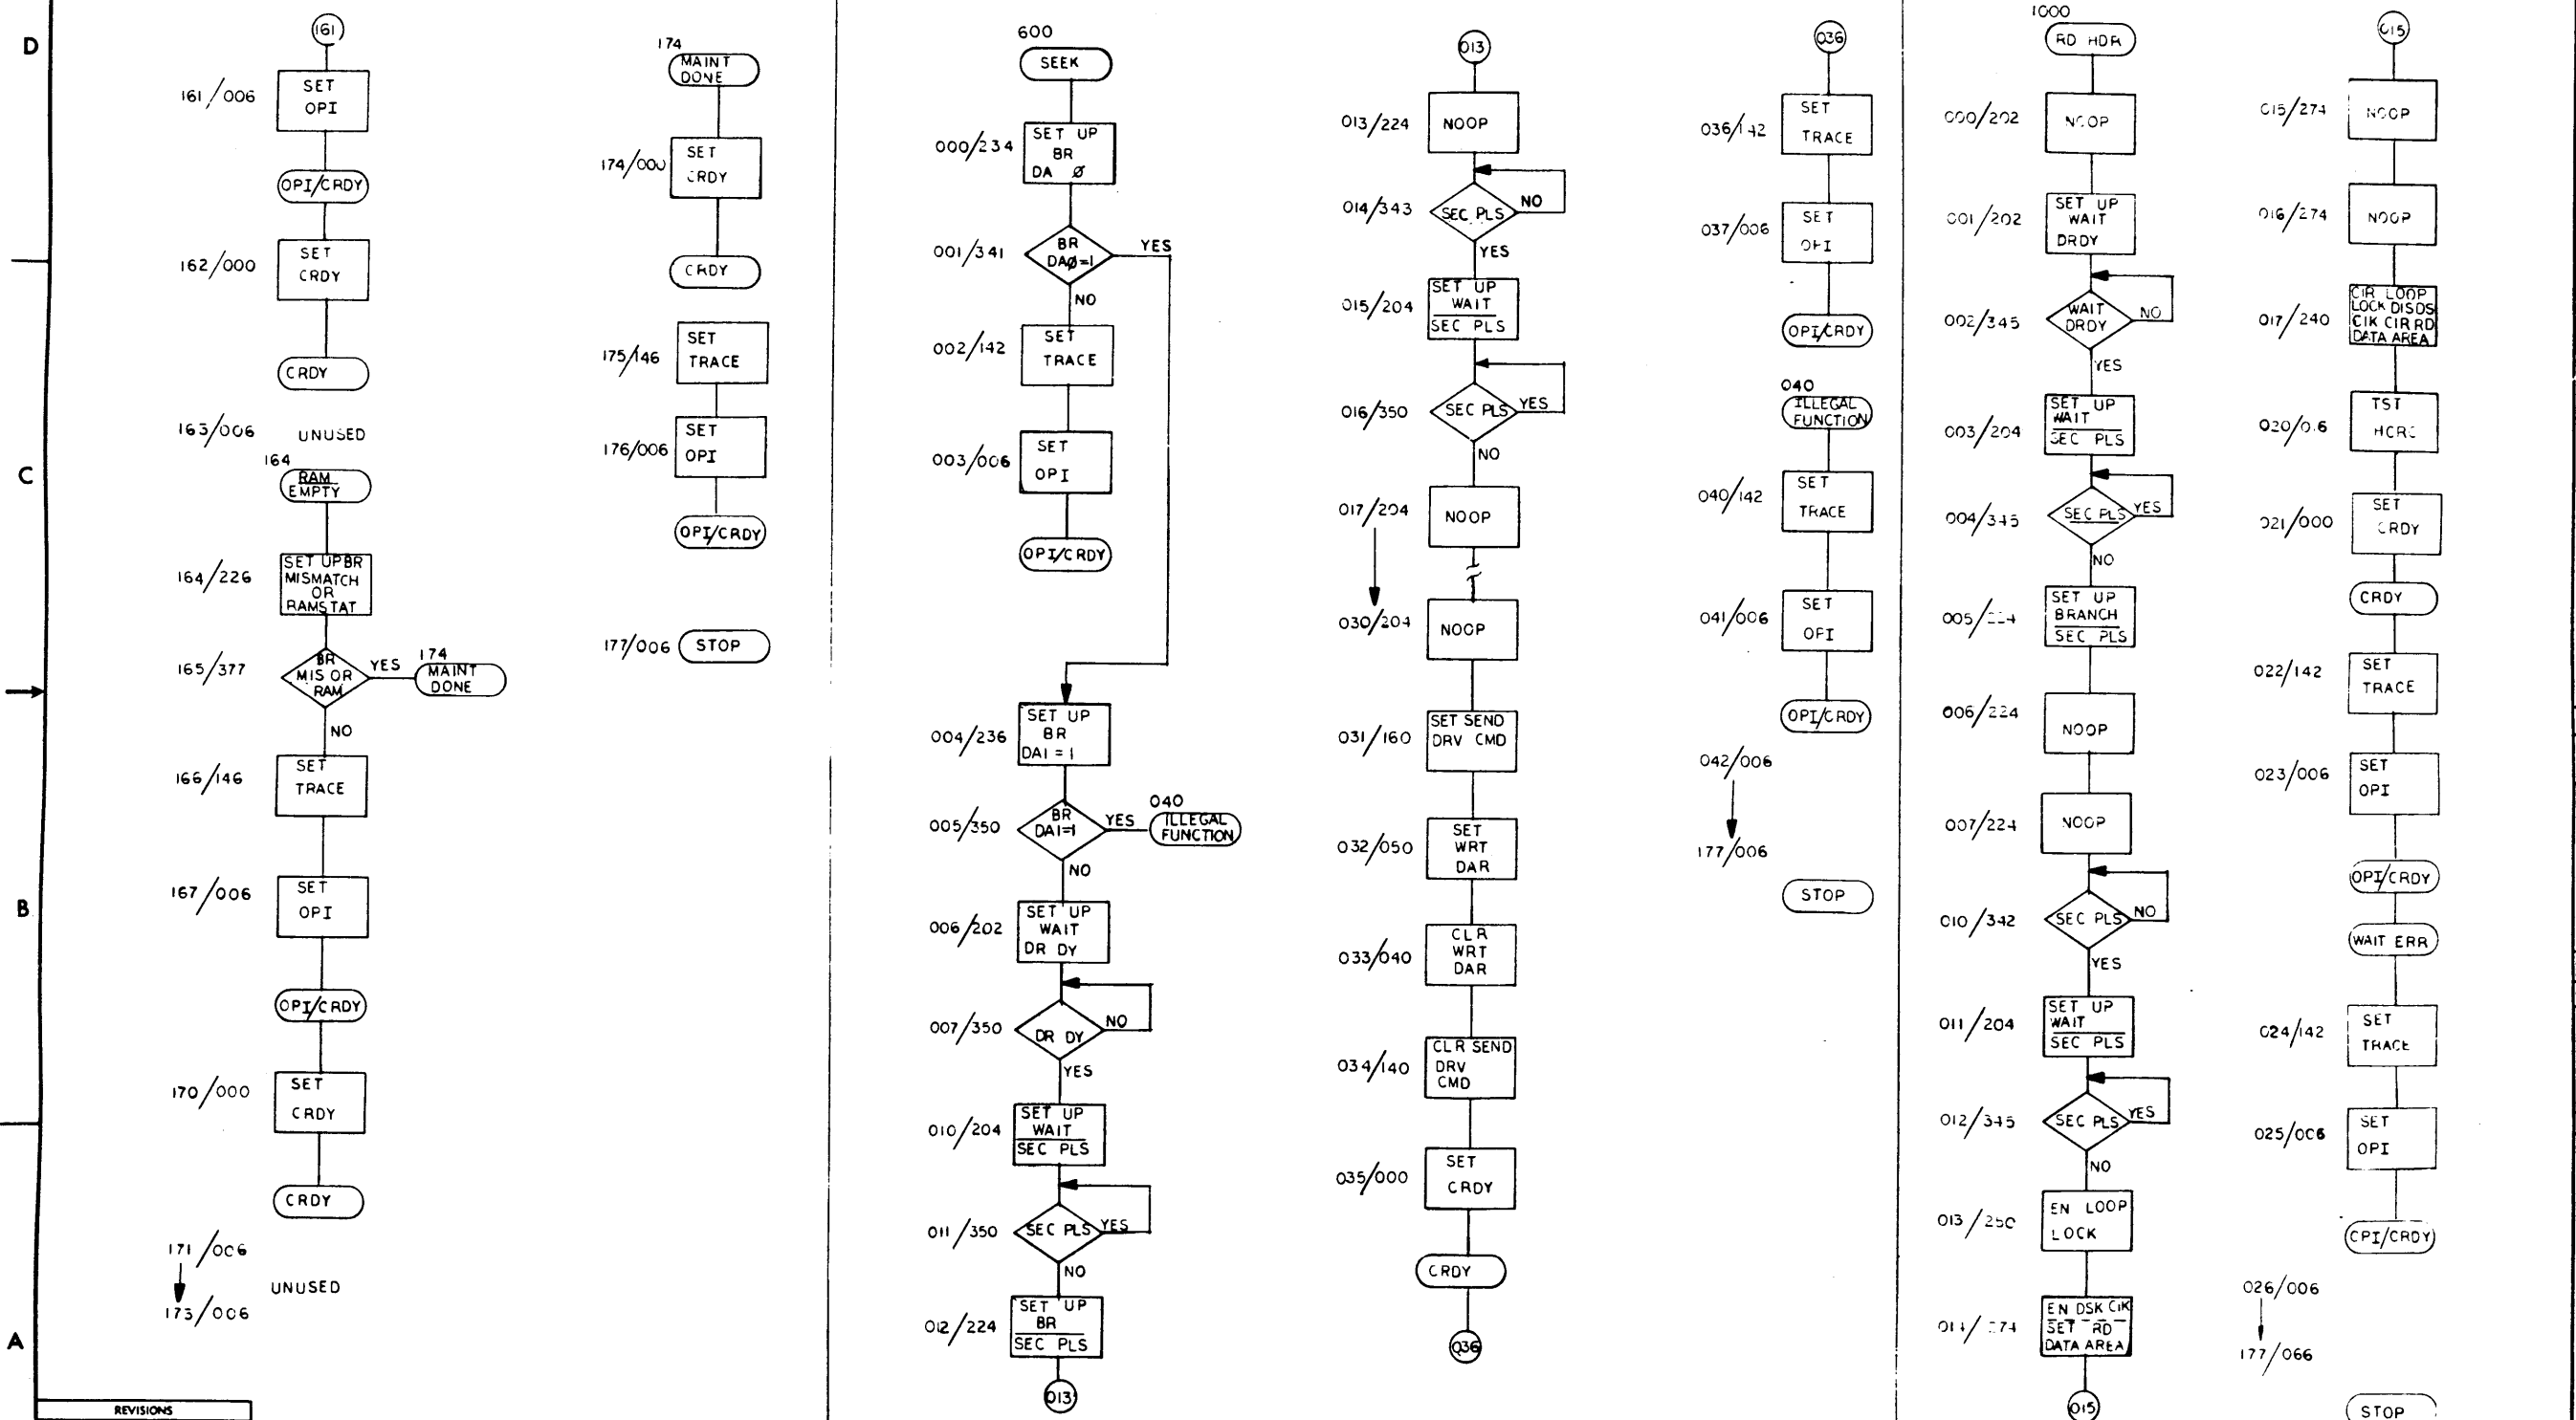 D
C
B
A
161
161/006
SET
OPI
OPI/CRDY
162/000
SET
CRDY
CRDY
163/006
UNUSED
164
RAM
EMPTY
164/226
SET UP BR
MISMATCH
OR
RAMSTAT
165/377
BR
MIS OR
RAM
YES
174
MAINT
DONE
NO
166/146
SET
TRACE
167/006
SET
OPI
OPI/CRDY
170/000
SET
CRDY
CRDY
171/006
UNUSED
173/006
REVISIONS
174
MAINT
DONE
174/000
SET
CRDY
CRDY
175/146
SET
TRACE
176/006
SET
OPI
OPI/CRDY
177/006
STOP
600
SEEK
000/234
SET UP
BR
DA Ø
001/341
BR
DAØ=1
YES
NO
002/142
SET
TRACE
003/006
SET
OPI
OPI/CRDY
004/236
SET UP
BR
DA1 = 1
005/350
BR
DA1=1
YES
040
ILLEGAL
FUNCTION
NO
006/202
SET UP
WAIT
DR DY
007/350
DR DY
NO
YES
010/204
SET UP
WAIT
SEC PLS
011/350
SEC PLS
YES
NO
012/224
SET UP
BR
SEC PLS
013
013
013/224
NOOP
014/343
SEC PLS
NO
YES
015/204
SET UP
WAIT
SEC PLS
016/350
SEC PLS
YES
NO
017/204
NOOP
030/204
NOOP
031/160
SET SEND
DRV CMD
032/050
SET
WRT
DAR
033/040
CLR
WRT
DAR
034/140
CLR SEND
DRV
CMD
035/000
SET
CRDY
CRDY
036
036
036/142
SET
TRACE
037/006
SET
OPI
OPI/CRDY
040
ILLEGAL
FUNCTION
040/142
SET
TRACE
041/006
SET
OPI
OPI/CRDY
042/006
177/006
STOP
1000
RD HDR
000/202
NOOP
001/202
SET UP
WAIT
DRDY
002/345
WAIT
DRDY
NO
YES
003/204
SET UP
WAIT
SEC PLS
004/345
SEC PLS
YES
NO
SET UP
BRANCH
SEC PLS
006/224
NOOP
007/224
NOOP
010/342
SEC PLS
NO
YES
011/204
SET UP
WAIT
SEC PLS
012/345
SEC PLS
YES
NO
013/250
EN LOOP
LOCK
EN DSK
SET RD
DATA AREA
015
015
015/274
NOOP
016/274
NOOP
017/240
LOOP
LOCK
RD
DATA AREA
TST
021/000
SET
CRDY
CRDY
022/142
SET
TRACE
023/006
SET
OPI
OPI/CRDY
WAIT ERR
024/142
SET
TRACE
025/006
SET
OPI
OPI/CRDY
026/006
177/066
STOP